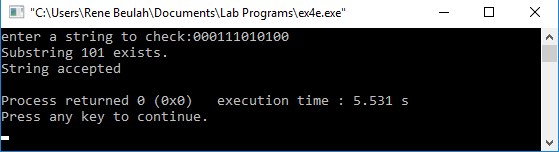 "C:\Users\Rene Beulah\Documents\Lab Programs\ex4e.exe"
enter a string to check:000111010100
Substring 101 exists.
String accepted
Process returned 0 (0x0)   execution time : 5.531 s
Press any key to continue.